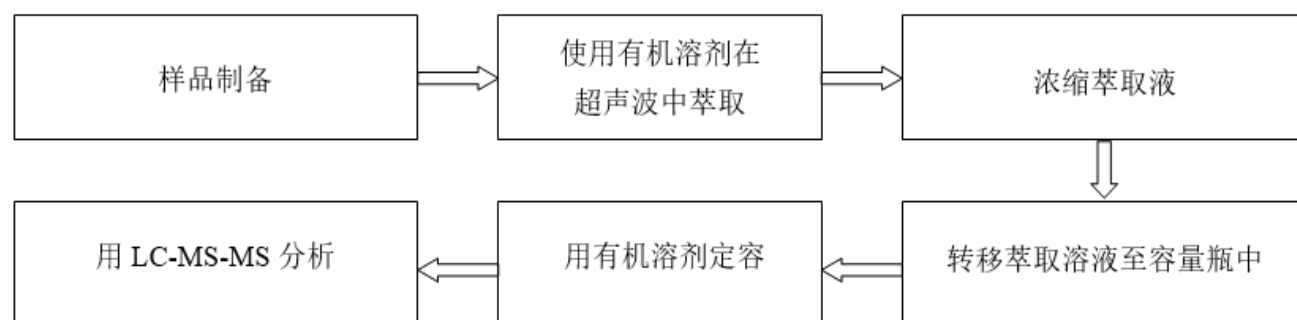 样品制备
使用有机溶剂在
超声波中萃取
浓缩萃取液
转移萃取溶液至容量瓶中
用有机溶剂定容
用 LC-MS-MS 分析